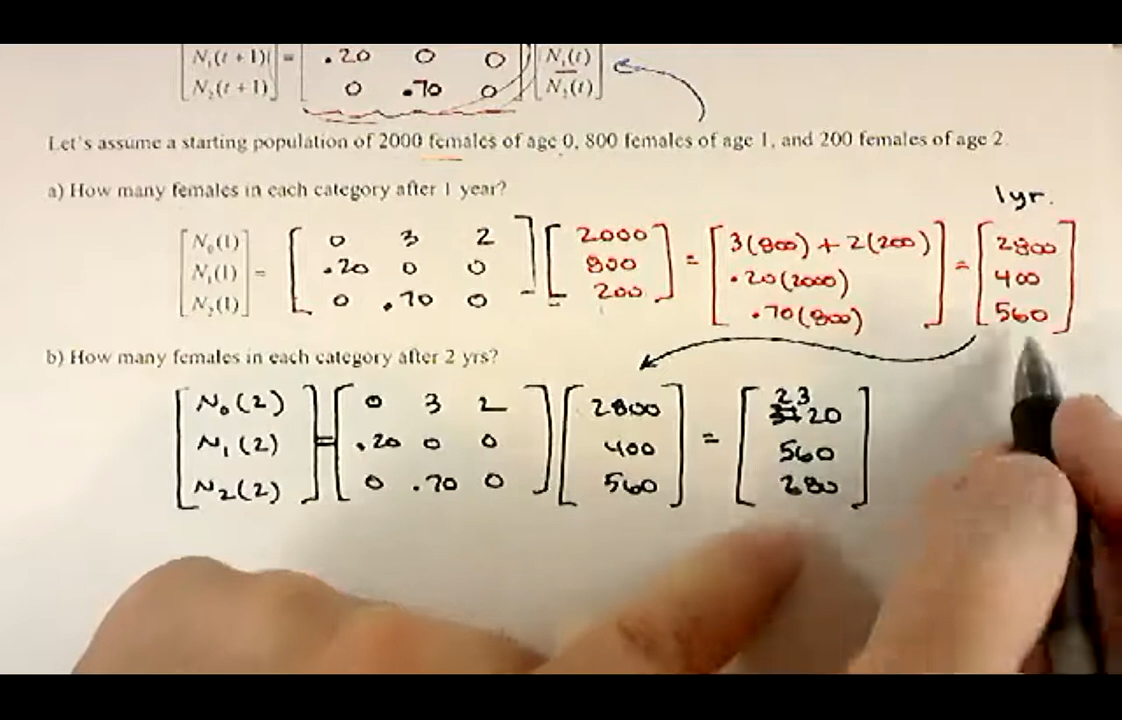 N₁(t + 1) = .20 0 0 N₁(t)
N₂(t + 1) 0 .70 0 N₂(t)
Let's assume a starting population of 2000 females of age 0, 800 females of age 1, and 200 females of age 2.
a) How many females in each category after 1 year?
1yr.
N₀(1) 0 3 2 2000 3(800) + 2(200) 2800
N₁(1) = .20 0 0 800 = .20(2000) = 400
N₂(1) 0 .70 0 200 .70(800) 560
b) How many females in each category after 2 yrs?
N₀(2) 0 3 2 2800 23 20
N₁(2) = .20 0 0 400 = 560
N₂(2) 0 .70 0 560 280